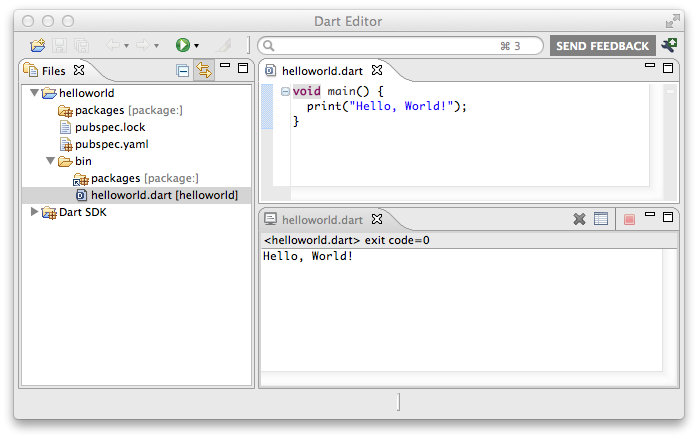 Dart Editor
⌘ 3
SEND FEEDBACK
Files
helloworld
packages [package:]
pubspec.lock
pubspec.yaml
bin
packages [package:]
helloworld.dart [helloworld]
Dart SDK
helloworld.dart
void main() {
  print("Hello, World!");
}
helloworld.dart
<helloworld.dart> exit code=0
Hello, World!